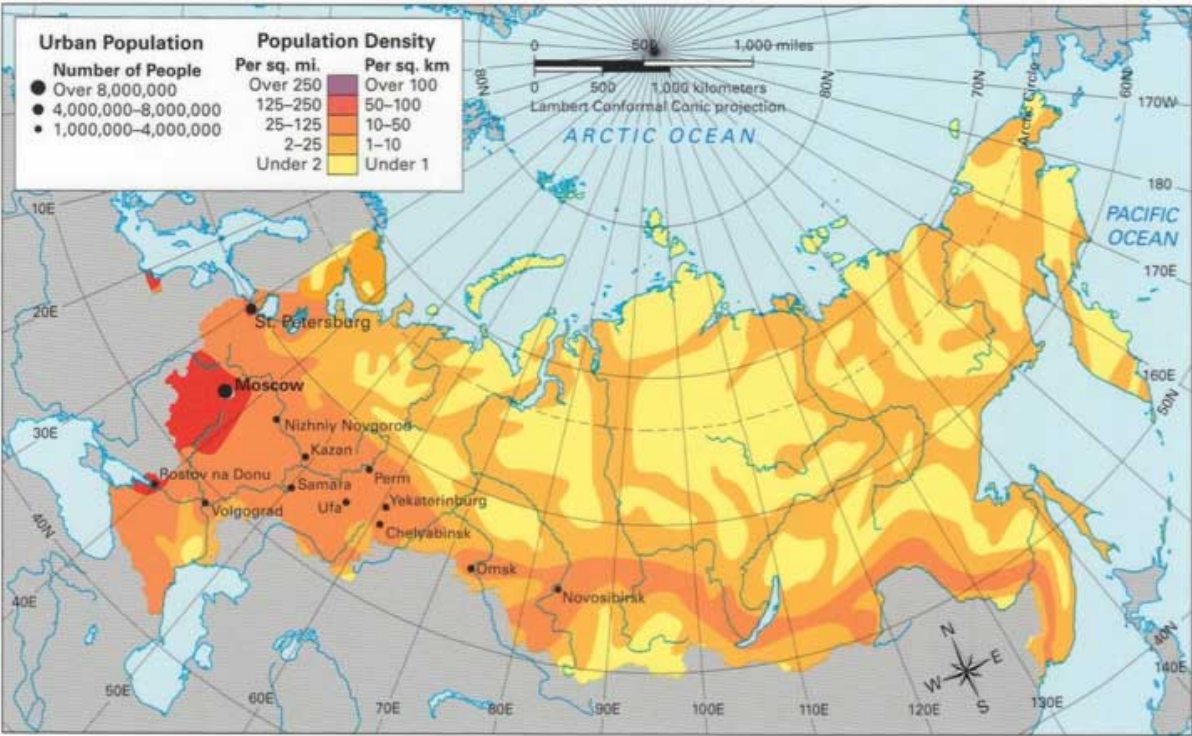 Urban Population
Number of People
Over 8,000,000
4,000,000–8,000,000
1,000,000–4,000,000
Population Density
Per sq. mi. Per sq. km
Over 250 Over 100
125–250 50–100
25–125 10–50
2–25 1–10
Under 2 Under 1
0 500 1,000 miles
0 500 1,000 kilometers
Lambert Conformal Conic projection
ARCTIC OCEAN
80N
80N
70N
Arctic Circle
60N
170W
180
PACIFIC
OCEAN
170E
160E
50N
10E
20E
30E
40N
40E
St. Petersburg
Moscow
Nizhniy Novgorod
Kazan
Rostov na Donu
Samara
Perm
Volgograd
Ufa
Yekaterinburg
Chelyabinsk
Omsk
Novosibirsk
N
W E
S
40N
140E
50E
60E
70E
80E
90E
100E
110E
120E
130E